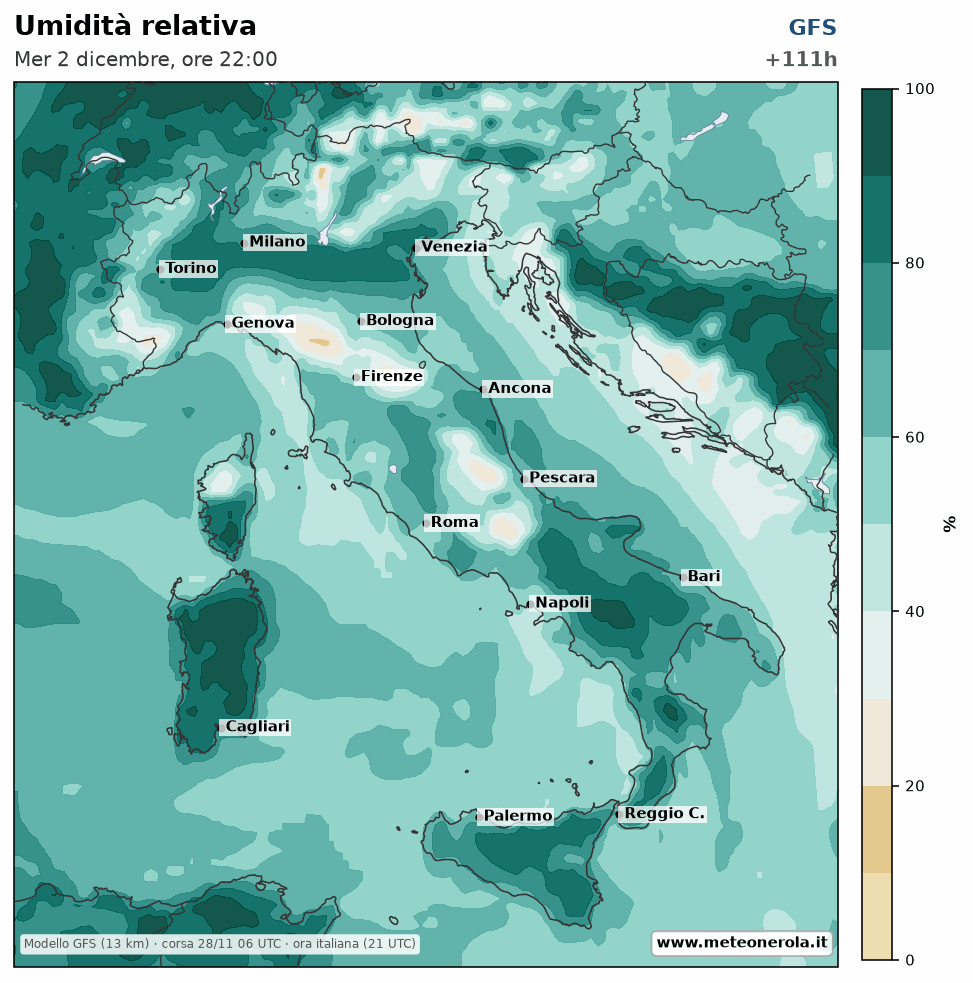 Umidità relativa
GFS
Mer 2 dicembre, ore 22:00
+111h
100
80
60
40
20
0
%
Milano
Venezia
Torino
Genova
Bologna
Firenze
Ancona
Pescara
Roma
Bari
Napoli
Cagliari
Palermo
Reggio C.
Modello GFS (13 km) · corsa 28/11 06 UTC · ora italiana (21 UTC)
www.meteonerola.it